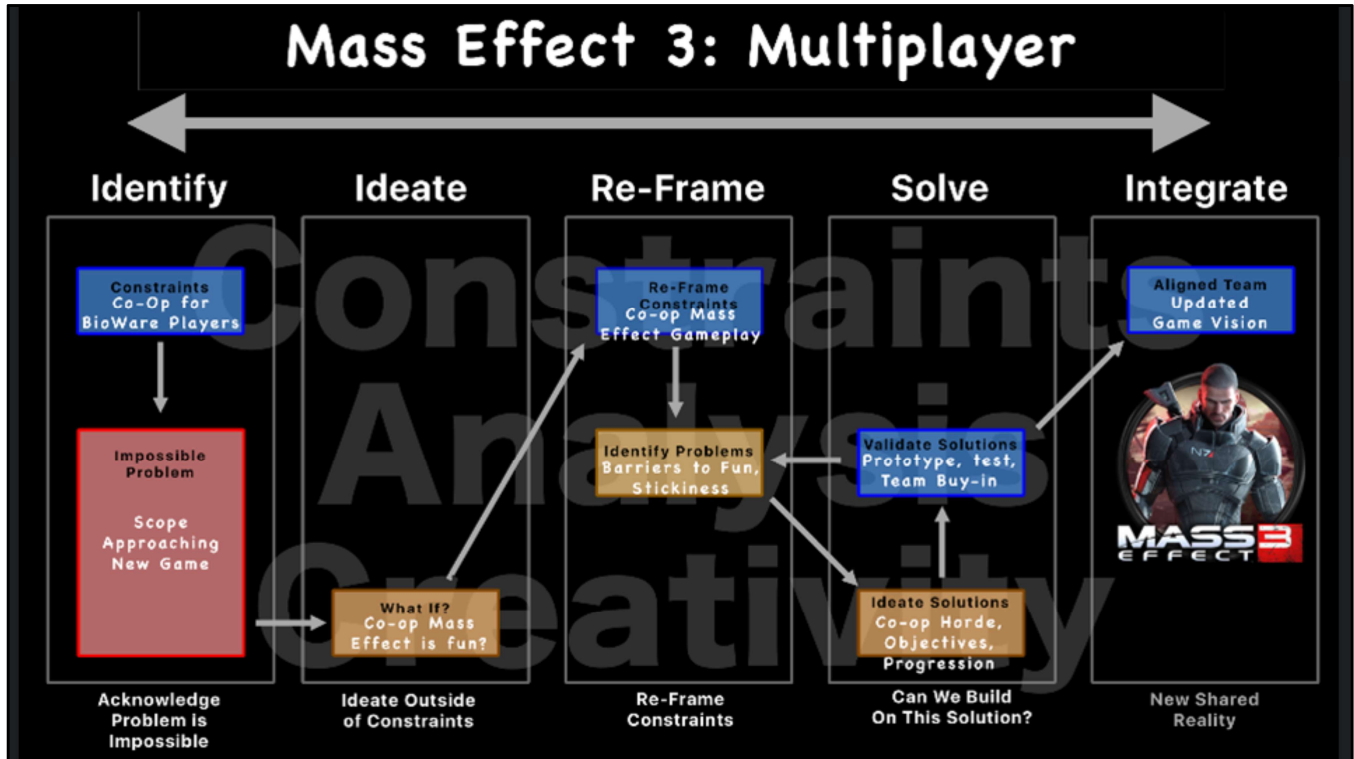 Mass Effect 3: Multiplayer
Identify
Ideate
Re-Frame
Solve
Integrate
Constraints
Analysis
Creativity
Constraints
Co-Op for
BioWare Players
Impossible
Problem
Scope
Approaching
New Game
Acknowledge
Problem is
Impossible
What If?
Co-op Mass
Effect is fun?
Ideate Outside
of Constraints
Re-Frame
Constraints
Co-op Mass
Effect Gameplay
Identify Problems
Barriers to Fun,
Stickiness
Re-Frame
Constraints
Validate Solutions
Prototype, test,
Team Buy-in
Ideate Solutions
Co-op Horde,
Objectives,
Progression
Can We Build
On This Solution?
Aligned Team
Updated
Game Vision
N7
MASS 3
EFFECT
New Shared
Reality